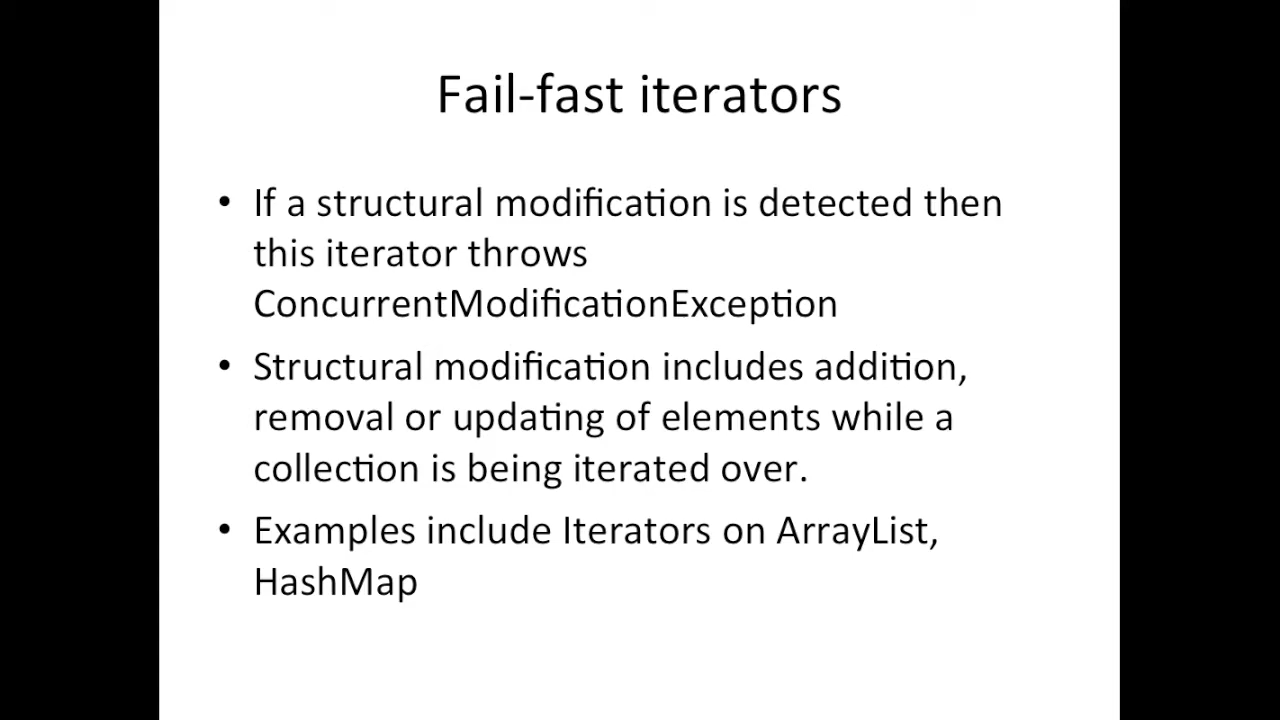 Fail-fast iterators
• If a structural modification is detected then
this iterator throws
ConcurrentModificationException
• Structural modification includes addition,
removal or updating of elements while a
collection is being iterated over.
• Examples include Iterators on ArrayList,
HashMap